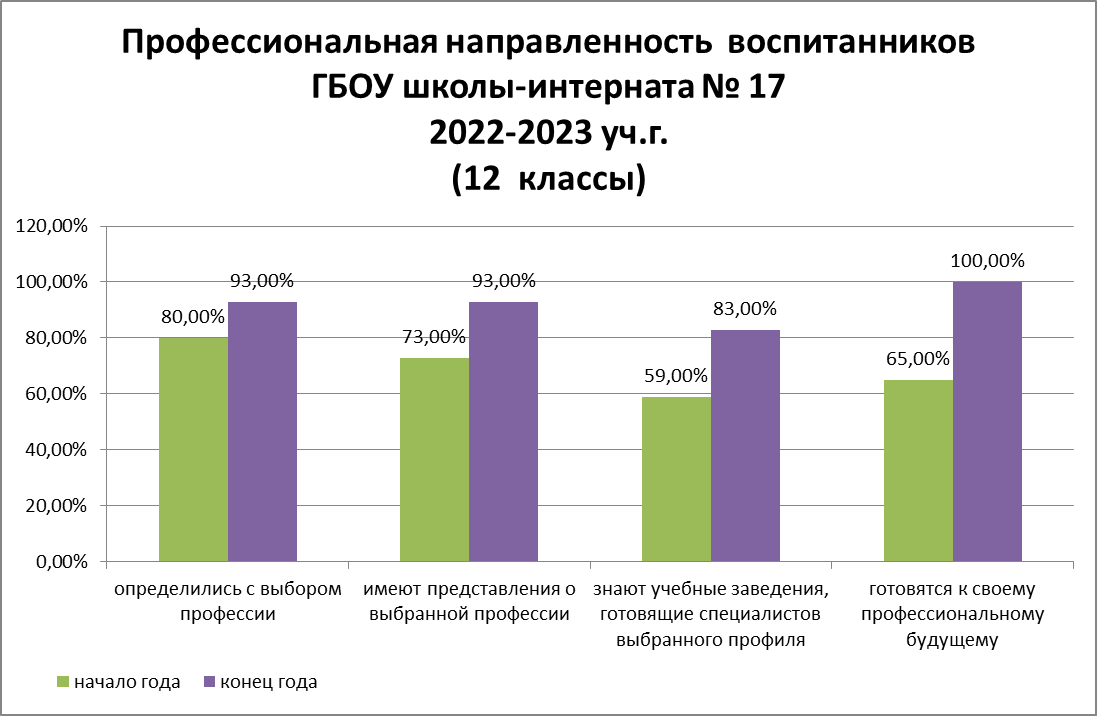 Профессиональная направленность воспитанников
ГБОУ школы-интерната № 17
2022-2023 уч.г.
(12 классы)
120,00%
100,00%
80,00%
60,00%
40,00%
20,00%
0,00%
80,00%
93,00%
73,00%
93,00%
59,00%
83,00%
65,00%
100,00%
определились с выбором
профессии
имеют представления о
выбранной профессии
знают учебные заведения,
готовящие специалистов
выбранного профиля
готовятся к своему
профессиональному
будущему
начало года
конец года